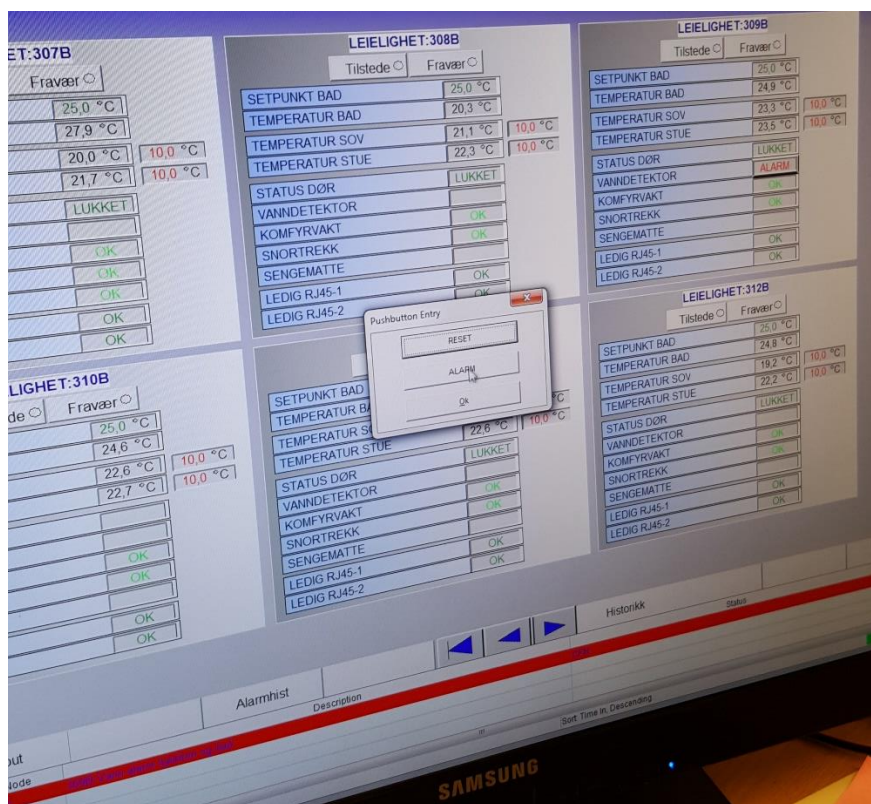 ET:307B
Fravær
25,0 °C
27,9 °C
20,0 °C 10,0 °C
21,7 °C 10,0 °C
LUKKET
OK
OK
OK
OK
OK
LEIELIGHET:308B
Tilstede Fravær
SETPUNKT BAD 25,0 °C
TEMPERATUR BAD 20,3 °C
TEMPERATUR SOV 21,1 °C 10,0 °C
TEMPERATUR STUE 22,3 °C 10,0 °C
STATUS DØR LUKKET
VANNDETEKTOR
KOMFYRVAKT OK
SNORTREKK OK
SENGEMATTE
LEDIG RJ45-1 OK
LEDIG RJ45-2 OK
LEIELIGHET:309B
Tilstede Fravær
SETPUNKT BAD 25,0 °C
TEMPERATUR BAD 24,9 °C
TEMPERATUR SOV 23,3 °C 10,0 °C
TEMPERATUR STUE 23,5 °C 10,0 °C
STATUS DØR LUKKET
VANNDETEKTOR ALARM
KOMFYRVAKT OK
SNORTREKK
SENGEMATTE
LEDIG RJ45-1 OK
LEDIG RJ45-2 OK
Pushbutton Entry
RESET
ALARM
Ok
LIGHET:310B
de Fravær
25,0 °C
24,6 °C
22,6 °C 10,0 °C
22,7 °C 10,0 °C
OK
OK
OK
OK
SETPUNKT BAD
TEMPERATUR BA
TEMPERATUR SO °C
TEMPERATUR STUE 22,6 °C 10,0 °C
STATUS DØR LUKKET
VANNDETEKTOR
KOMFYRVAKT OK
SNORTREKK OK
SENGEMATTE
LEDIG RJ45-1 OK
LEDIG RJ45-2 OK
LEIELIGHET:312B
Tilstede Fravær
SETPUNKT BAD 25,0 °C
TEMPERATUR BAD 24,8 °C
TEMPERATUR SOV 19,2 °C 10,0 °C
TEMPERATUR STUE 22,2 °C 10,0 °C
STATUS DØR LUKKET
VANNDETEKTOR
KOMFYRVAKT OK
SNORTREKK OK
SENGEMATTE
LEDIG RJ45-1 OK
LEDIG RJ45-2 OK
Alarmhist
Historikk
Description
Status
out
Node
Sort: Time In, Descending
SAMSUNG